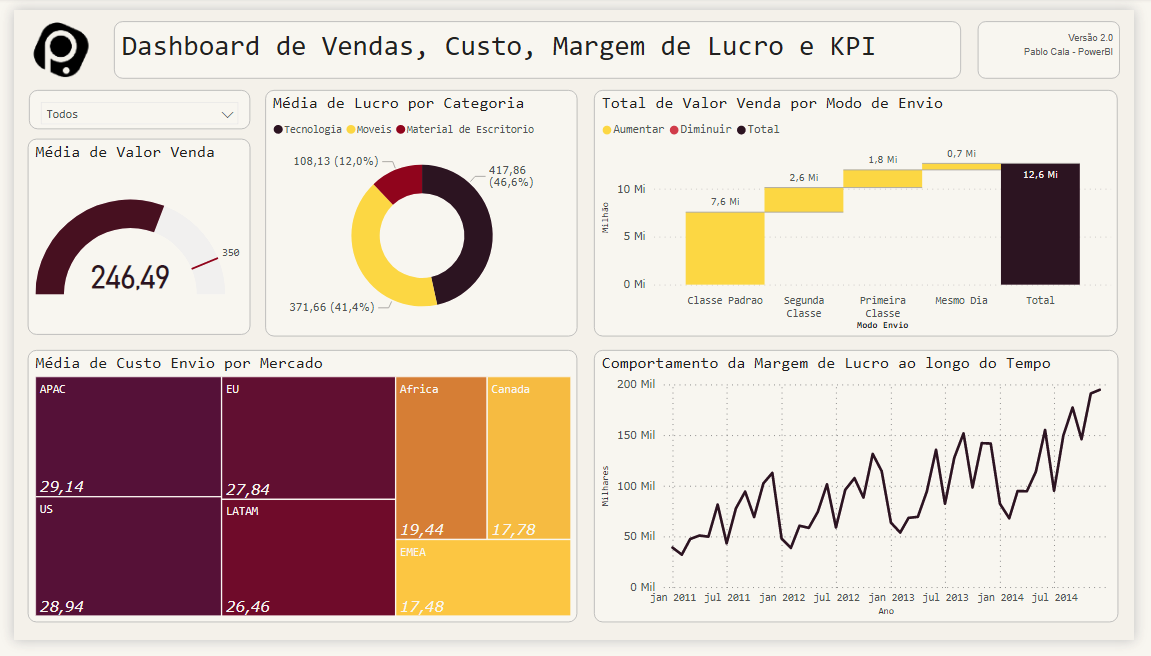 Dashboard de Vendas, Custo, Margem de Lucro e KPI
Versão 2.0
Pablo Cala - PowerBI
Todos
Média de Valor Venda
350
246,49
Média de Lucro por Categoria
Tecnologia Moveis Material de Escritorio
108,13 (12,0%)
417,86
(46,6%)
371,66 (41,4%)
Total de Valor Venda por Modo de Envio
Aumentar Diminuir Total
Milhão
10 Mi
5 Mi
0 Mi
7,6 Mi
2,6 Mi
1,8 Mi
0,7 Mi
12,6 Mi
Classe Padrao
Segunda
Classe
Primeira
Classe
Mesmo Dia
Total
Modo Envio
Média de Custo Envio por Mercado
APAC
29,14
US
28,94
EU
27,84
LATAM
26,46
Africa
19,44
Canada
17,78
EMEA
17,48
Comportamento da Margem de Lucro ao longo do Tempo
Milhares
200 Mil
150 Mil
100 Mil
50 Mil
0 Mil
jan 2011 jul 2011 jan 2012 jul 2012 jan 2013 jul 2013 jan 2014 jul 2014
Ano